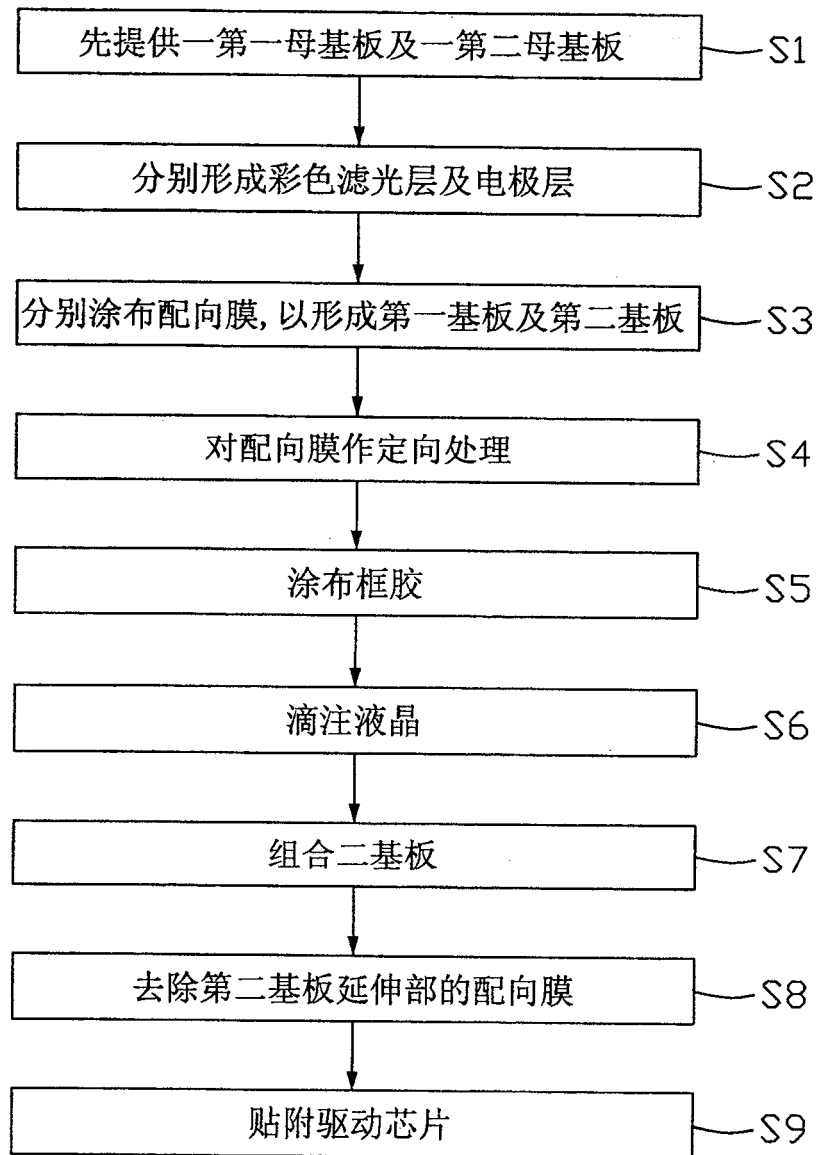 先提供一第一母基板及一第二母基板 S1
分别形成彩色滤光层及电极层 S2
分别涂布配向膜,以形成第一基板及第二基板 S3
对配向膜作定向处理 S4
涂布框胶 S5
滴注液晶 S6
组合二基板 S7
去除第二基板延伸部的配向膜 S8
贴附驱动芯片 S9